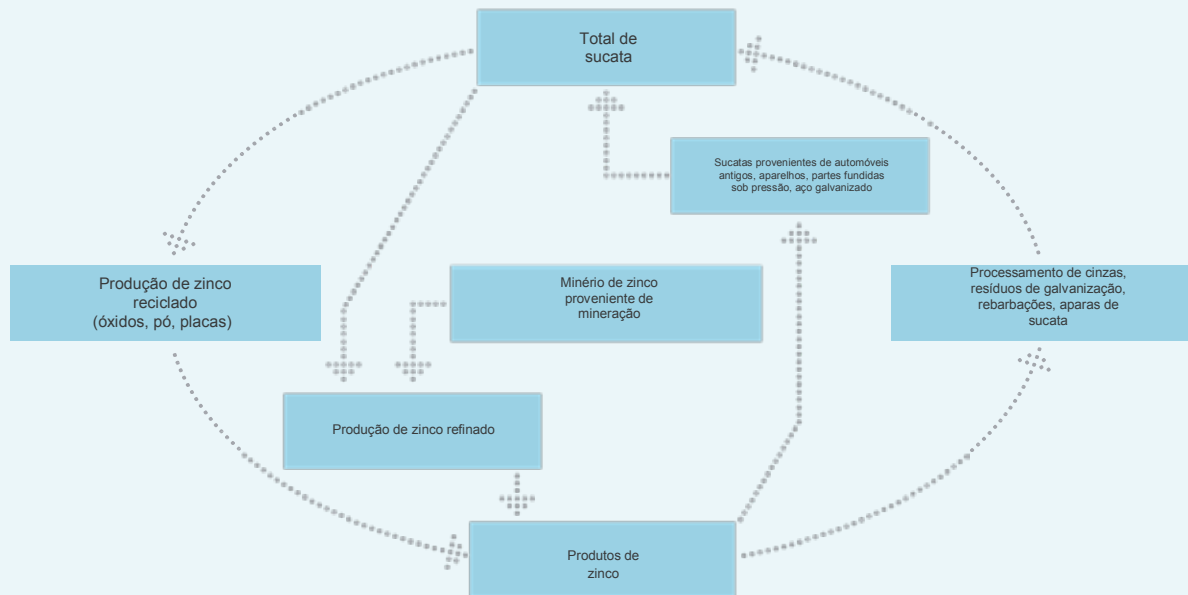 Total de
sucata
Sucatas provenientes de automóveis
antigos, aparelhos, partes fundidas
sob pressão, aço galvanizado
Produção de zinco
reciclado
(óxidos, pó, placas)
Minério de zinco
proveniente de
mineração
Processamento de cinzas,
resíduos de galvanização,
rebarbações, aparas de
sucata
Produção de zinco refinado
Produtos de
zinco